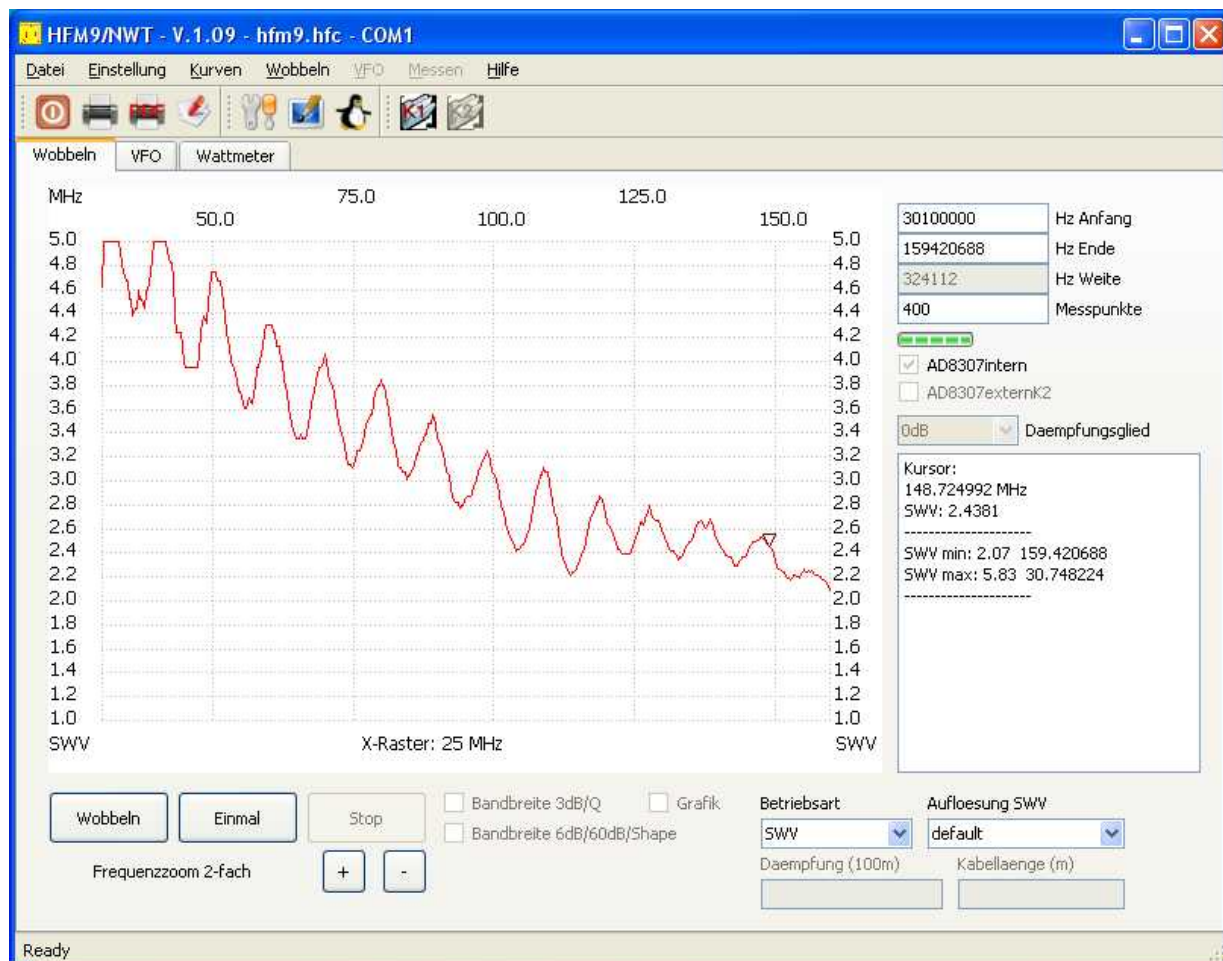 HFM9/NWT - V.1.09 - hfm9.hfc - COM1
Datei Einstellung Kurven Wobbeln VFO Messen Hilfe
K1 K2
Wobbeln VFO Wattmeter
MHz 75.0 125.0
50.0 100.0 150.0
5.0 5.0
4.8 4.8
4.6 4.6
4.4 4.4
4.2 4.2
4.0 4.0
3.8 3.8
3.6 3.6
3.4 3.4
3.2 3.2
3.0 3.0
2.8 2.8
2.6 2.6
2.4 2.4
2.2 2.2
2.0 2.0
1.8 1.8
1.6 1.6
1.4 1.4
1.2 1.2
1.0 1.0
SWV X-Raster: 25 MHz SWV
30100000 Hz Anfang
159420688 Hz Ende
324112 Hz Weite
400 Messpunkte
AD8307intern
AD8307externK2
0dB Daempfungsglied
Kursor:
148.724992 MHz
SWV: 2.4381
---------------------
SWV min: 2.07 159.420688
SWV max: 5.83 30.748224
---------------------
Wobbeln Einmal Stop
Bandbreite 3dB/Q Grafik
Bandbreite 6dB/60dB/Shape
Frequenzzoom 2-fach + -
Betriebsart Aufloesung SWV
SWV default
Daempfung (100m) Kabellaenge (m)
Ready